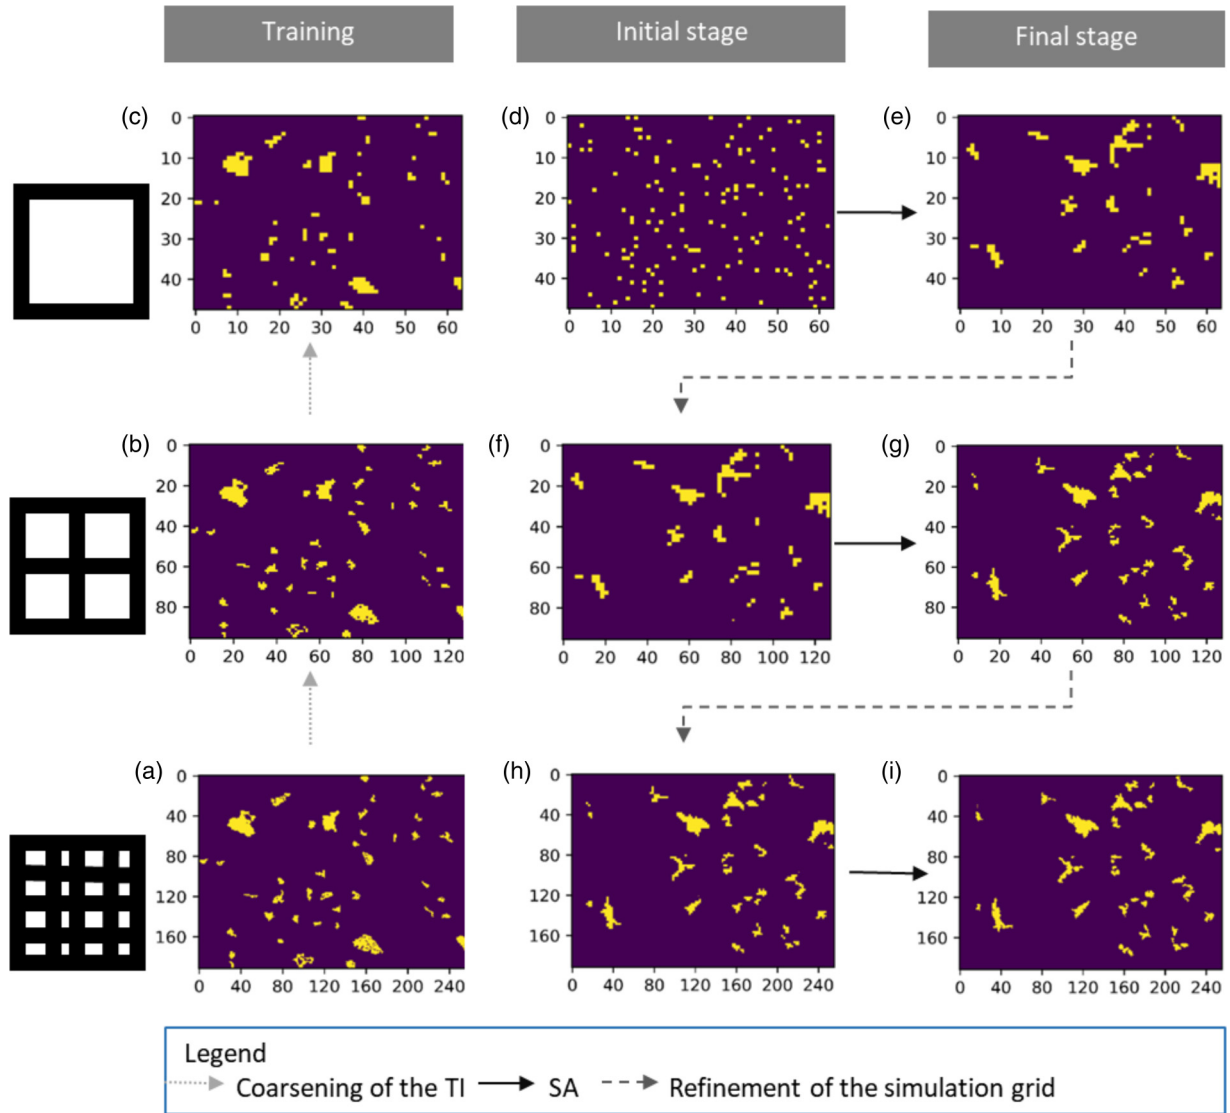 Training Initial stage Final stage
(c) (d) (e)
0 10 20 30 40
0 10 20 30 40 50 60
0 10 20 30 40
0 10 20 30 40 50 60
0 10 20 30 40
0 10 20 30 40 50 60
(b) (f) (g)
0 20 40 60 80
0 20 40 60 80 100 120
0 20 40 60 80
0 20 40 60 80 100 120
0 20 40 60 80
0 20 40 60 80 100 120
(a) (h) (i)
0 40 80 120 160
0 40 80 120 160 200 240
0 40 80 120 160
0 40 80 120 160 200 240
0 40 80 120 160
0 40 80 120 160 200 240
Legend
Coarsening of the TI SA Refinement of the simulation grid